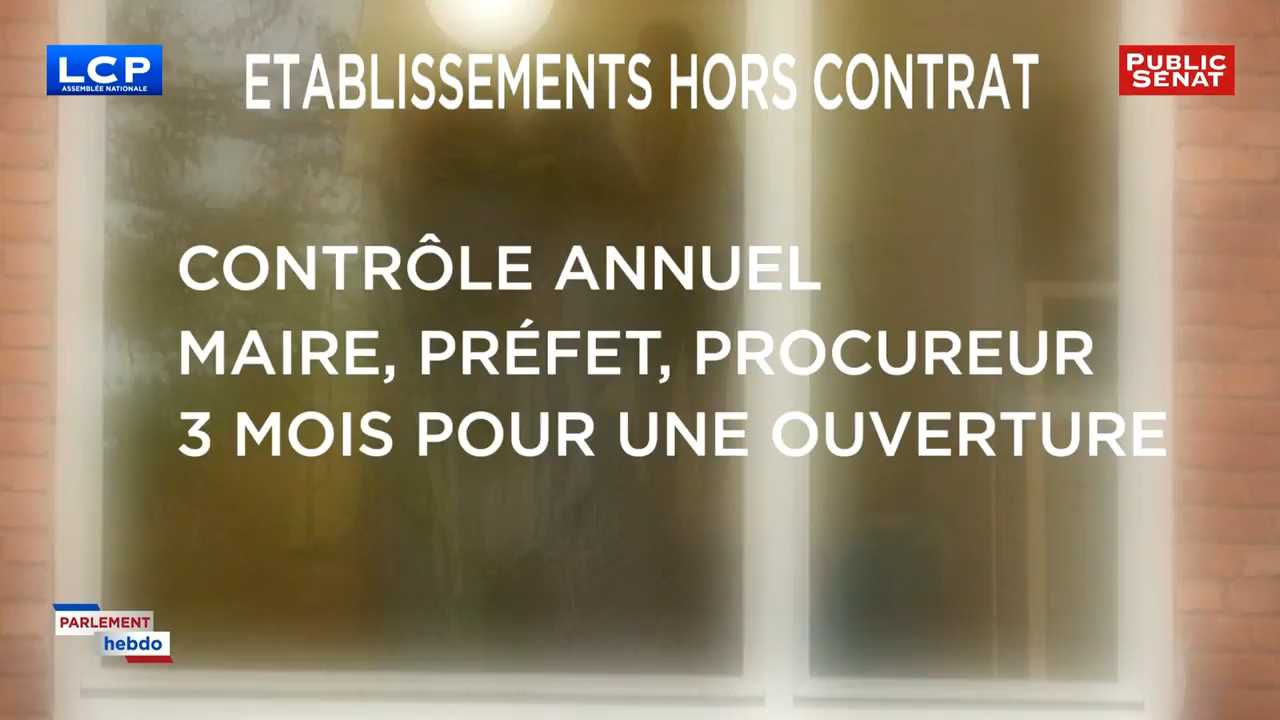 LCP
ASSEMBLÉE NATIONALE
ETABLISSEMENTS HORS CONTRAT
PUBLIC
SÉNAT
CONTRÔLE ANNUEL
MAIRE, PRÉFET, PROCUREUR
3 MOIS POUR UNE OUVERTURE
PARLEMENT
hebdo